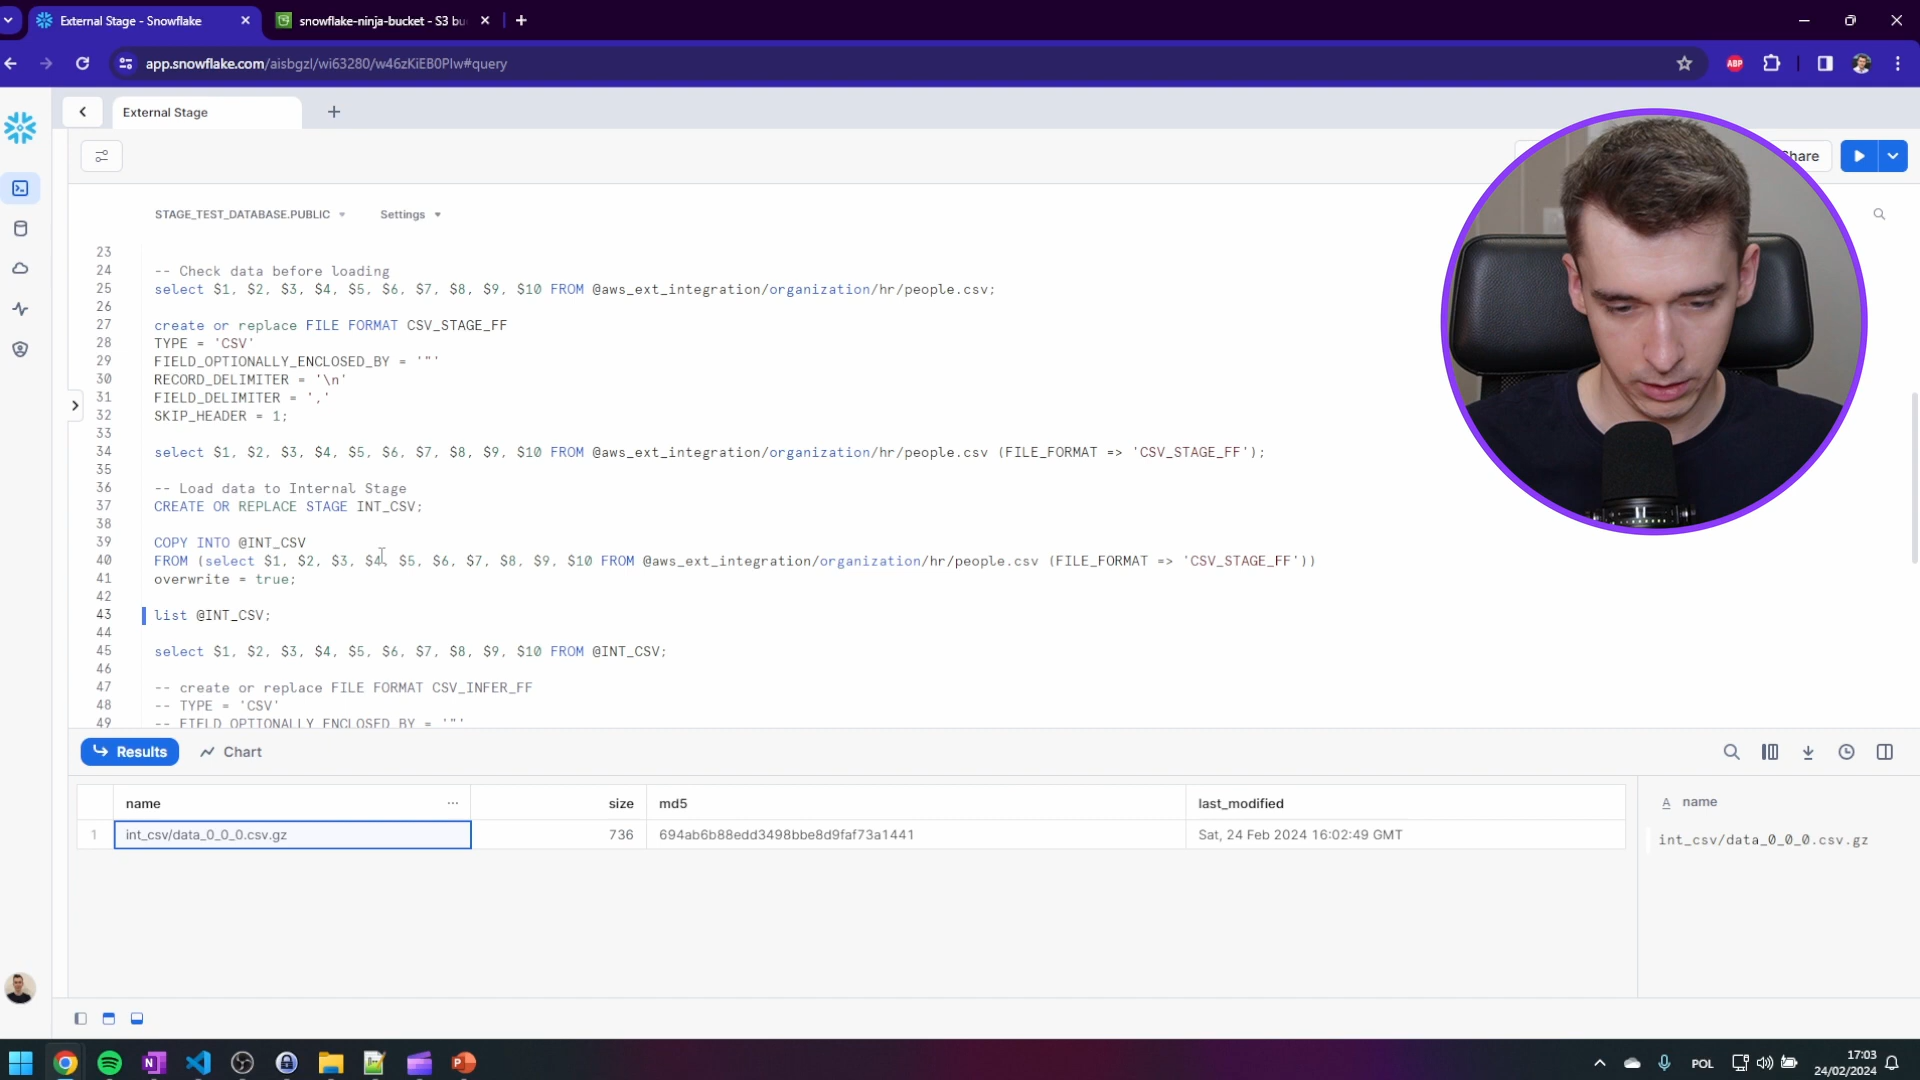 External Stage - Snowflake
snowflake-ninja-bucket - S3 bu
app.snowflake.com/aisbgzl/wi63280/w46zKiEB0Plw#query
ABP
External Stage
Share
STAGE_TEST_DATABASE.PUBLIC
Settings
23
24 -- Check data before loading
25 select $1, $2, $3, $4, $5, $6, $7, $8, $9, $10 FROM @aws_ext_integration/organization/hr/people.csv;
26
27 create or replace FILE FORMAT CSV_STAGE_FF
28 TYPE = 'CSV'
29 FIELD_OPTIONALLY_ENCLOSED_BY = '"'
30 RECORD_DELIMITER = '\n'
31 FIELD_DELIMITER = ','
32 SKIP_HEADER = 1;
33
34 select $1, $2, $3, $4, $5, $6, $7, $8, $9, $10 FROM @aws_ext_integration/organization/hr/people.csv (FILE_FORMAT => 'CSV_STAGE_FF');
35
36 -- Load data to Internal Stage
37 CREATE OR REPLACE STAGE INT_CSV;
38
39 COPY INTO @INT_CSV
40 FROM (select $1, $2, $3, $4, $5, $6, $7, $8, $9, $10 FROM @aws_ext_integration/organization/hr/people.csv (FILE_FORMAT => 'CSV_STAGE_FF'))
41 overwrite = true;
42
43 list @INT_CSV;
44
45 select $1, $2, $3, $4, $5, $6, $7, $8, $9, $10 FROM @INT_CSV;
46
47 -- create or replace FILE FORMAT CSV_INFER_FF
48 -- TYPE = 'CSV'
49 -- FIELD_OPTIONALLY_ENCLOSED_BY = '"'
Results
Chart
name ... size md5 last_modified
1 int_csv/data_0_0_0.csv.gz 736 694ab6b88edd3498bbe8d9faf73a1441 Sat, 24 Feb 2024 16:02:49 GMT
A name
int_csv/data_0_0_0.csv.gz
POL
17:03
24/02/2024